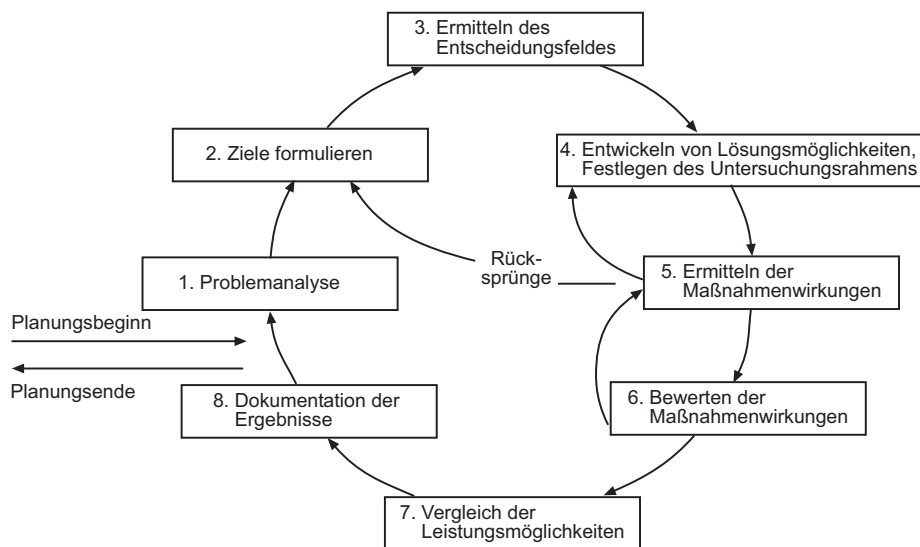 3. Ermitteln des
Entscheidungsfeldes
2. Ziele formulieren
4. Entwickeln von Lösungsmöglichkeiten,
Festlegen des Untersuchungsrahmens
Rück-
sprünge
1. Problemanalyse
5. Ermitteln der
Maßnahmenwirkungen
Planungsbeginn
Planungsende
8. Dokumentation der
Ergebnisse
6. Bewerten der
Maßnahmenwirkungen
7. Vergleich der
Leistungsmöglichkeiten